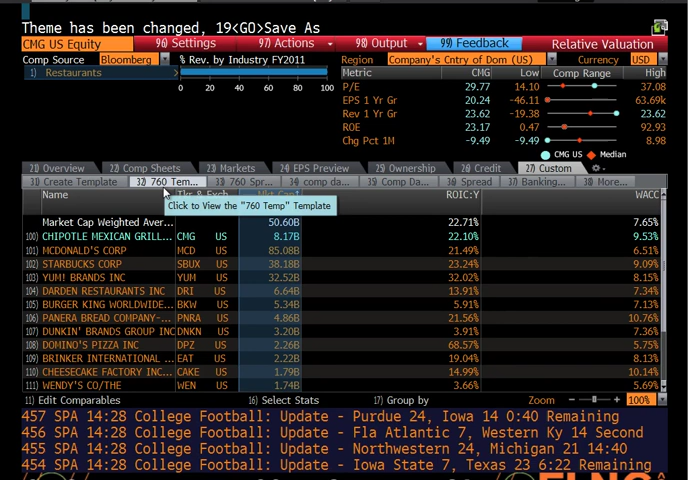 Theme has been changed, 19<GO>Save As
CMG US Equity 96) Settings 97) Actions 98) Output 99) Feedback Relative Valuation
Comp Source Bloomberg % Rev. by Industry FY2011 Region Company's Cntry of Dom (US) Currency USD
1) Restaurants Metric CMG Low Comp Range High
P/E 29.77 14.10 37.08
EPS 1 Yr Gr 20.24 -46.11 63.69k
Rev 1 Yr Gr 23.62 -19.38 23.62
ROE 23.17 0.47 92.93
Chg Pct 1M -9.49 -9.49 8.98
0 20 40 60 80 100
CMG US Median
21) Overview 22) Comp Sheets 23) Markets 24) EPS Preview 25) Ownership 26) Credit 27) Custom
31) Create Template 32) 760 Tem... 33) 760 Spr... 34) comp da... 35) Comp Da... 36) Spread 37) Banking... 38) More...
Name Tkr & Exch Mkt Cap ROIC:Y WACC
Click to View the "760 Temp" Template
Market Cap Weighted Aver... 50.60B 22.71% 7.65%
100) CHIPOTLE MEXICAN GRILL... CMG US 8.17B 22.10% 9.53%
101) MCDONALD'S CORP MCD US 85.08B 21.49% 6.51%
102) STARBUCKS CORP SBUX US 38.18B 23.24% 9.09%
103) YUM! BRANDS INC YUM US 32.52B 32.02% 8.15%
104) DARDEN RESTAURANTS INC DRI US 6.64B 13.91% 7.34%
105) BURGER KING WORLDWIDE... BKW US 5.34B 5.91% 7.13%
106) PANERA BREAD COMPANY-... PNRA US 4.86B 21.56% 10.76%
107) DUNKIN' BRANDS GROUP INC DNKN US 3.20B 3.91% 7.36%
108) DOMINO'S PIZZA INC DPZ US 2.26B 68.57% 5.75%
109) BRINKER INTERNATIONAL ... EAT US 2.22B 19.04% 8.13%
110) CHEESECAKE FACTORY INC... CAKE US 1.79B 14.99% 10.14%
111) WENDY'S CO/THE WEN US 1.74B 3.66% 5.69%
11) Edit Comparables 16) Select Stats 17) Group by Zoom - + 100%
457 SPA 14:28 College Football: Update - Purdue 24, Iowa 14 0:40 Remaining
456 SPA 14:28 College Football: Update - Fla Atlantic 7, Western Ky 14 Second
455 SPA 14:28 College Football: Update - Northwestern 24, Michigan 21 14:40
454 SPA 14:28 College Football: Update - Iowa State 7, Texas 23 6:22 Remaining